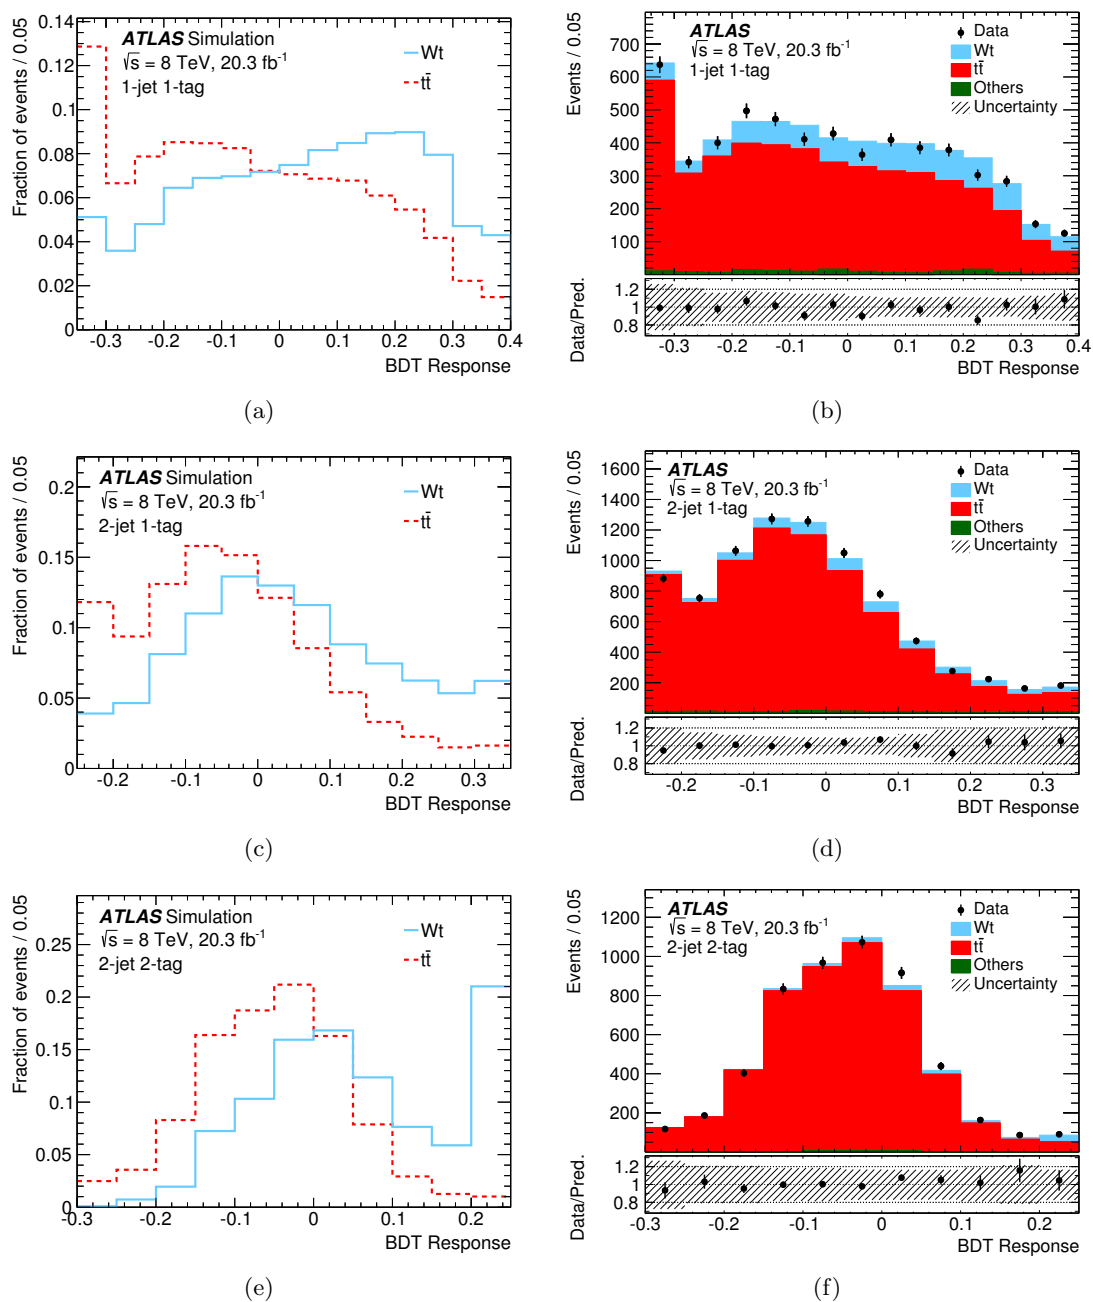 Fraction of events / 0.05
0.14
0.12
0.1
0.08
0.06
0.04
0.02
0
ATLAS Simulation
√s = 8 TeV, 20.3 fb⁻¹
1-jet 1-tag
Wt
tt̄
-0.3 -0.2 -0.1 0 0.1 0.2 0.3 0.4
BDT Response
(a)
Events / 0.05
700
600
500
400
300
200
100
ATLAS
√s = 8 TeV, 20.3 fb⁻¹
1-jet 1-tag
Data
Wt
tt̄
Others
Uncertainty
Data/Pred.
1.2
1
0.8
-0.3 -0.2 -0.1 0 0.1 0.2 0.3 0.4
BDT Response
(b)
Fraction of events / 0.05
0.2
0.15
0.1
0.05
0
ATLAS Simulation
√s = 8 TeV, 20.3 fb⁻¹
2-jet 1-tag
Wt
tt̄
-0.2 -0.1 0 0.1 0.2 0.3
BDT Response
(c)
Events / 0.05
1600
1400
1200
1000
800
600
400
200
ATLAS
√s = 8 TeV, 20.3 fb⁻¹
2-jet 1-tag
Data
Wt
tt̄
Others
Uncertainty
Data/Pred.
1.2
1
0.8
-0.2 -0.1 0 0.1 0.2 0.3
BDT Response
(d)
Fraction of events / 0.05
0.25
0.2
0.15
0.1
0.05
0
ATLAS Simulation
√s = 8 TeV, 20.3 fb⁻¹
2-jet 2-tag
Wt
tt̄
-0.3 -0.2 -0.1 0 0.1 0.2
BDT Response
(e)
Events / 0.05
1200
1000
800
600
400
200
ATLAS
√s = 8 TeV, 20.3 fb⁻¹
2-jet 2-tag
Data
Wt
tt̄
Others
Uncertainty
Data/Pred.
1.2
1
0.8
-0.3 -0.2 -0.1 0 0.1 0.2
BDT Response
(f)